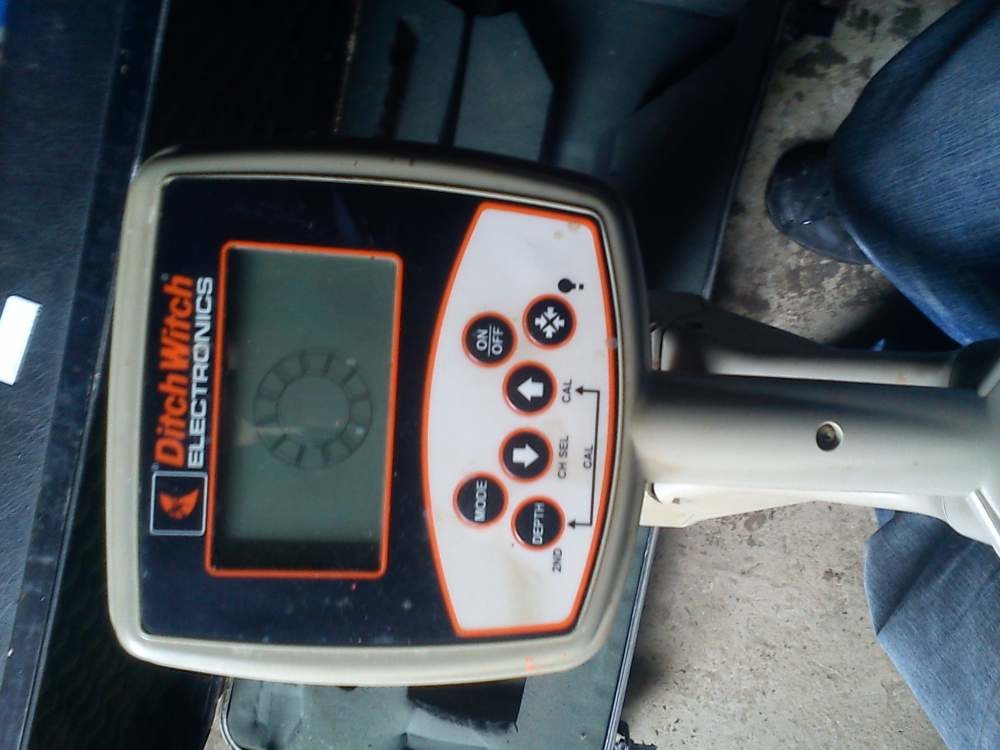 DitchWitch®
ELECTRONICS
MODE
ON
OFF
DEPTH
2ND
CH SEL
CAL
CAL